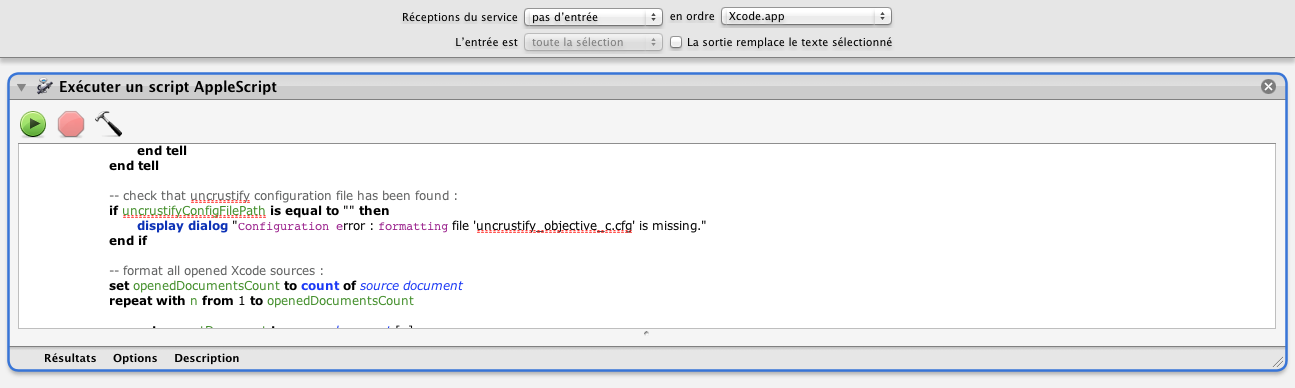 Réceptions du service pas d'entrée en ordre Xcode.app
L'entrée est toute la sélection La sortie remplace le texte sélectionné
Exécuter un script AppleScript
end tell
end tell
-- check that uncrustify configuration file has been found :
if uncrustifyConfigFilePath is equal to "" then
display dialog "Configuration error : formatting file 'uncrustify_objective_c.cfg' is missing."
end if
-- format all opened Xcode sources :
set openedDocumentsCount to count of source document
repeat with n from 1 to openedDocumentsCount
Résultats Options Description